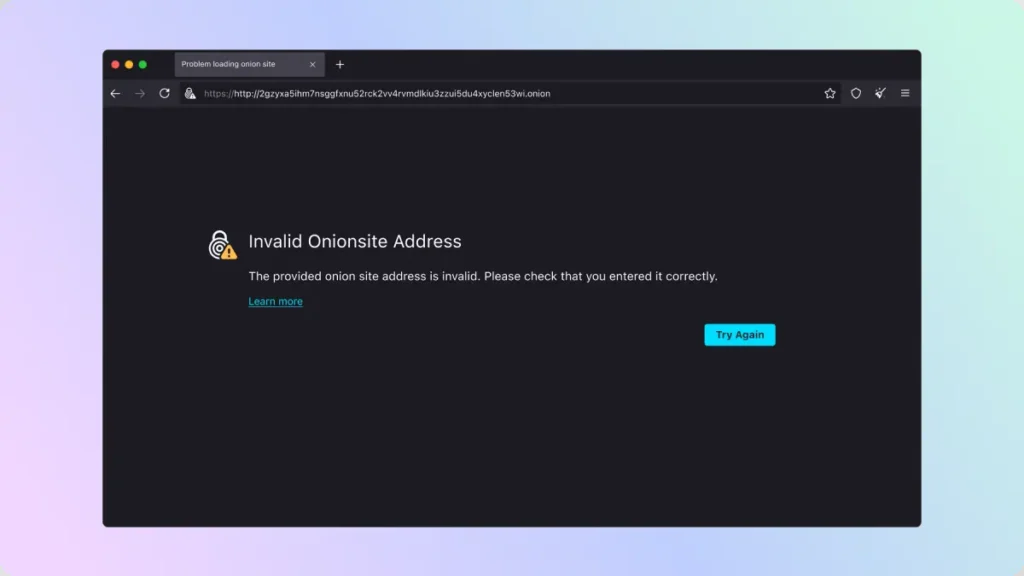 Problem loading onion site
https://http://2gzyxa5ihm7nsggfxnu52rck2vv4rvmdlkiu3zzui5du4xyclen53wi.onion
Invalid Onionsite Address
The provided onion site address is invalid. Please check that you entered it correctly.
Learn more
Try Again